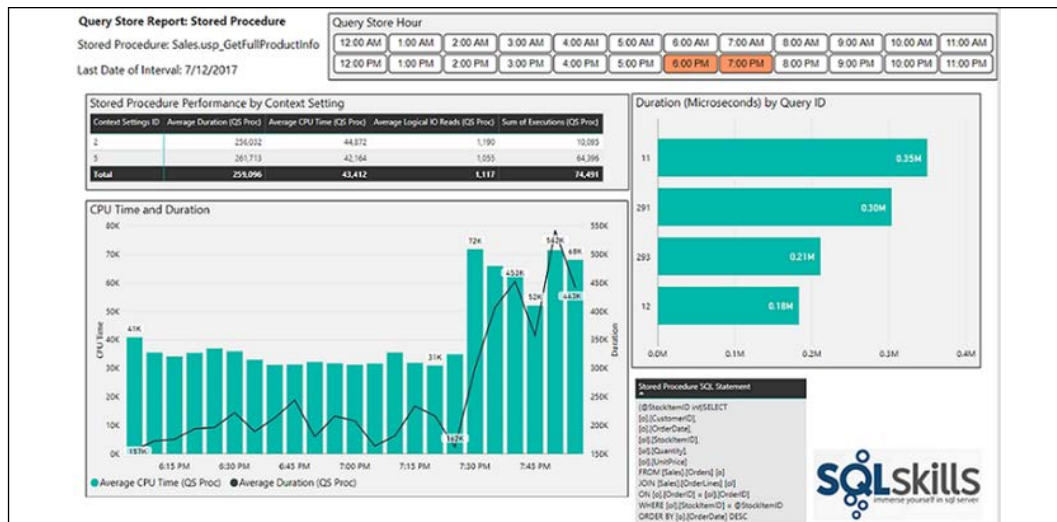 Query Store Report: Stored Procedure
Stored Procedure: Sales.usp_GetFullProductInfo
Last Date of Interval: 7/12/2017
Query Store Hour
12:00 AM 1:00 AM 2:00 AM 3:00 AM 4:00 AM 5:00 AM 6:00 AM 7:00 AM 8:00 AM 9:00 AM 10:00 AM 11:00 AM
12:00 PM 1:00 PM 2:00 PM 3:00 PM 4:00 PM 5:00 PM 6:00 PM 7:00 PM 8:00 PM 9:00 PM 10:00 PM 11:00 PM
Stored Procedure Performance by Context Setting
Context Settings ID Average Duration (QS Proc) Average CPU Time (QS Proc) Average Logical IO Reads (QS Proc) Sum of Executions (QS Proc)
2 256,032 44,872 1,190 10,095
5 261,713 42,164 1,055 64,396
Total 259,096 43,412 1,117 74,491
CPU Time and Duration
80K
70K
60K
50K
40K
30K
20K
10K
0K
CPU Time
550K
500K
450K
400K
350K
300K
250K
200K
150K
Duration
41K
157K
31K
162K
72K
452K
52K
542K
68K
443K
6:15 PM 6:30 PM 6:45 PM 7:00 PM 7:15 PM 7:30 PM 7:45 PM
Average CPU Time (QS Proc) Average Duration (QS Proc)
Duration (Microseconds) by Query ID
11 0.35M
291 0.30M
293 0.21M
12 0.18M
0.0M 0.1M 0.2M 0.3M 0.4M
Stored Procedure SQL Statement
(@StockItemID int)SELECT
[o].[CustomerID],
[o].[OrderDate],
[ol].[StockItemID],
[ol].[Quantity],
[ol].[UnitPrice]
FROM [Sales].[Orders] [o]
JOIN [Sales].[OrderLines] [ol]
ON [o].[OrderID] = [ol].[OrderID]
WHERE [ol].[StockItemID] = @StockItemID
ORDER BY [o].[OrderDate] DESC
SQLskills
immerse yourself in sql server